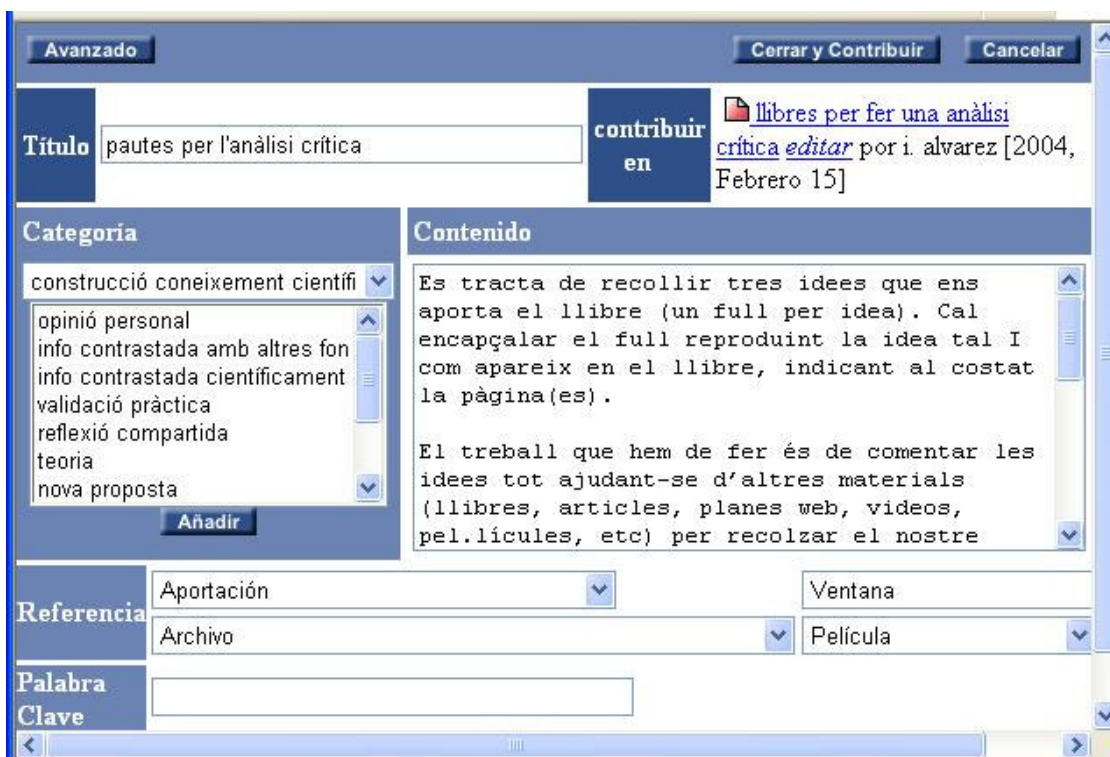 Avanzado
Cerrar y Contribuir
Cancelar
Título
pautes per l'anàlisi crítica
contribuir
en
llibres per fer una anàlisi
crítica editar por i. alvarez [2004,
Febrero 15]
Categoría
construcció coneixement científi
opinió personal
info contrastada amb altres fon
info contrastada científicament
validació pràctica
reflexió compartida
teoria
nova proposta
Añadir
Contenido
Es tracta de recollir tres idees que ens
aporta el llibre (un full per idea). Cal
encapçalar el full reproduint la idea tal I
com apareix en el llibre, indicant al costat
la pàgina(es).
El treball que hem de fer és de comentar les
idees tot ajudant-se d'altres materials
(llibres, articles, planes web, videos,
pel.lícules, etc) per recolzar el nostre
Referencia
Aportación
Ventana
Archivo
Película
Palabra
Clave